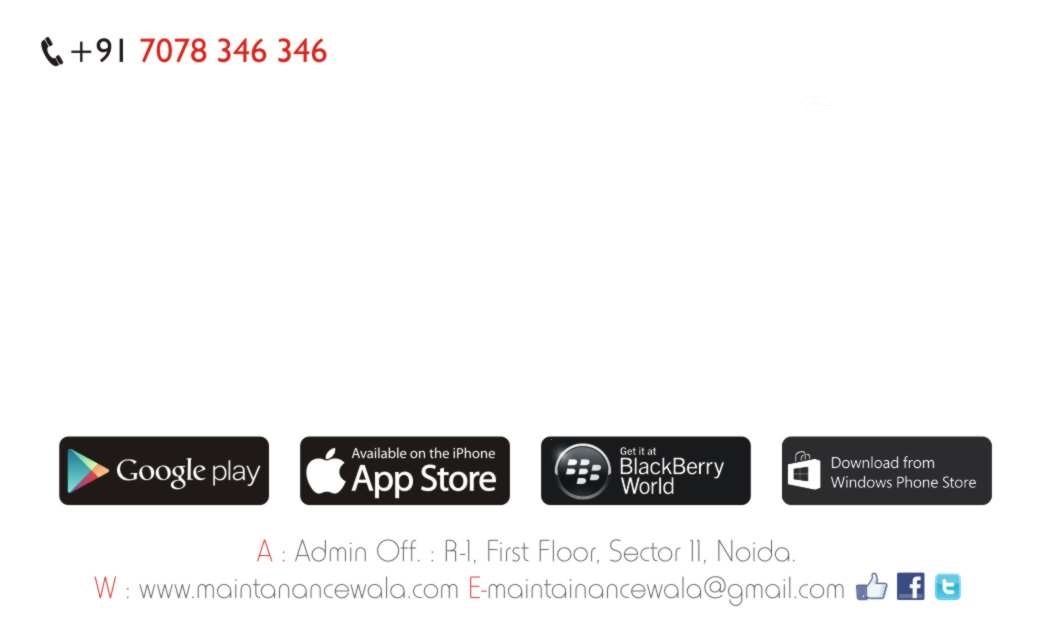 +91 7078 346 346
Google play
Available on the iPhone
App Store
Get it at
BlackBerry
World
Download from
Windows Phone Store
A : Admin Off. : R-1, First Floor, Sector 11, Noida.
W : www.maintanancewala.com E-maintainancewala@gmail.com